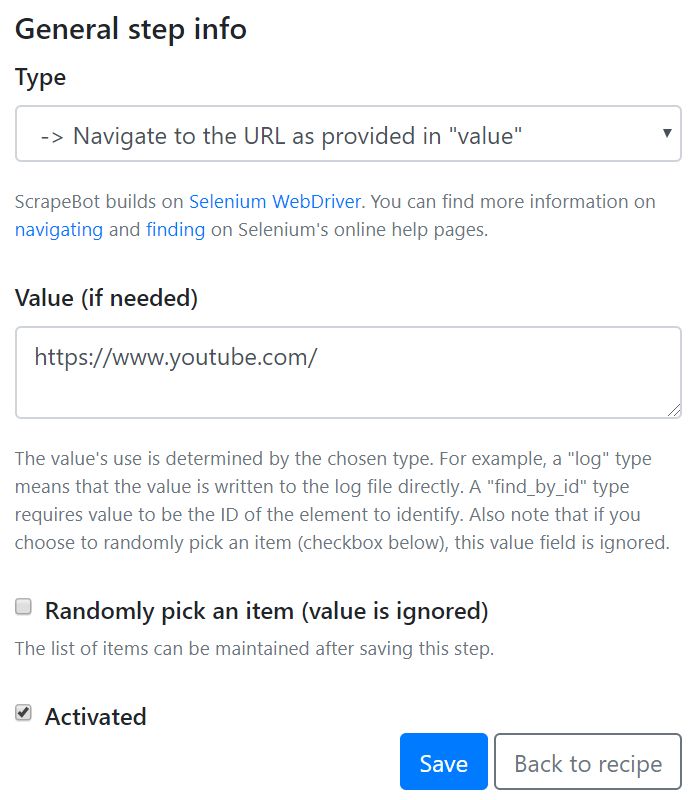 General step info
Type
-> Navigate to the URL as provided in "value"
ScrapeBot builds on Selenium WebDriver. You can find more information on
navigating and finding on Selenium's online help pages.
Value (if needed)
https://www.youtube.com/
The value's use is determined by the chosen type. For example, a "log" type
means that the value is written to the log file directly. A "find_by_id" type
requires value to be the ID of the element to identify. Also note that if you
choose to randomly pick an item (checkbox below), this value field is ignored.
Randomly pick an item (value is ignored)
The list of items can be maintained after saving this step.
Activated
Save Back to recipe